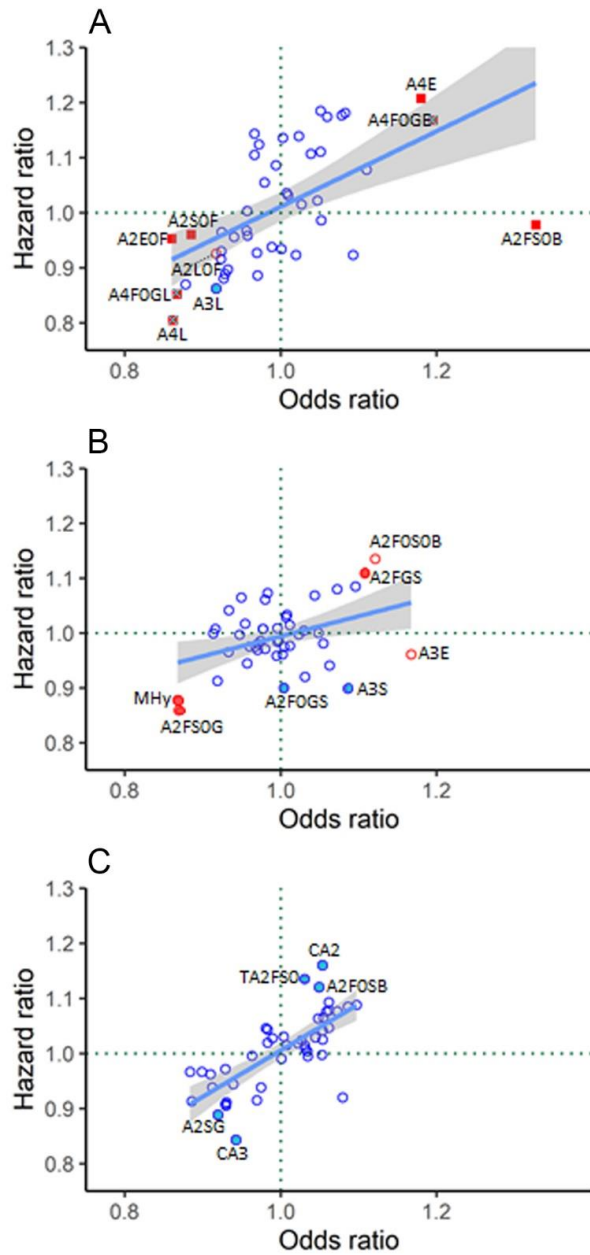 A
1.3
1.2
1.1
1.0
0.9
0.8
Hazard ratio
A4E
A4F0GB
A2S0F
A2E0F
A2FS0B
A2L0F
A4F0GL
A3L
A4L
0.8 1.0 1.2
Odds ratio
B
1.3
1.2
1.1
1.0
0.9
0.8
Hazard ratio
A2F0S0B
A2FGS
A3E
MHy
A2F0GS
A3S
A2FS0G
0.8 1.0 1.2
Odds ratio
C
1.3
1.2
1.1
1.0
0.9
0.8
Hazard ratio
CA2
TA2FS0
A2F0SB
A2SG
CA3
0.8 1.0 1.2
Odds ratio